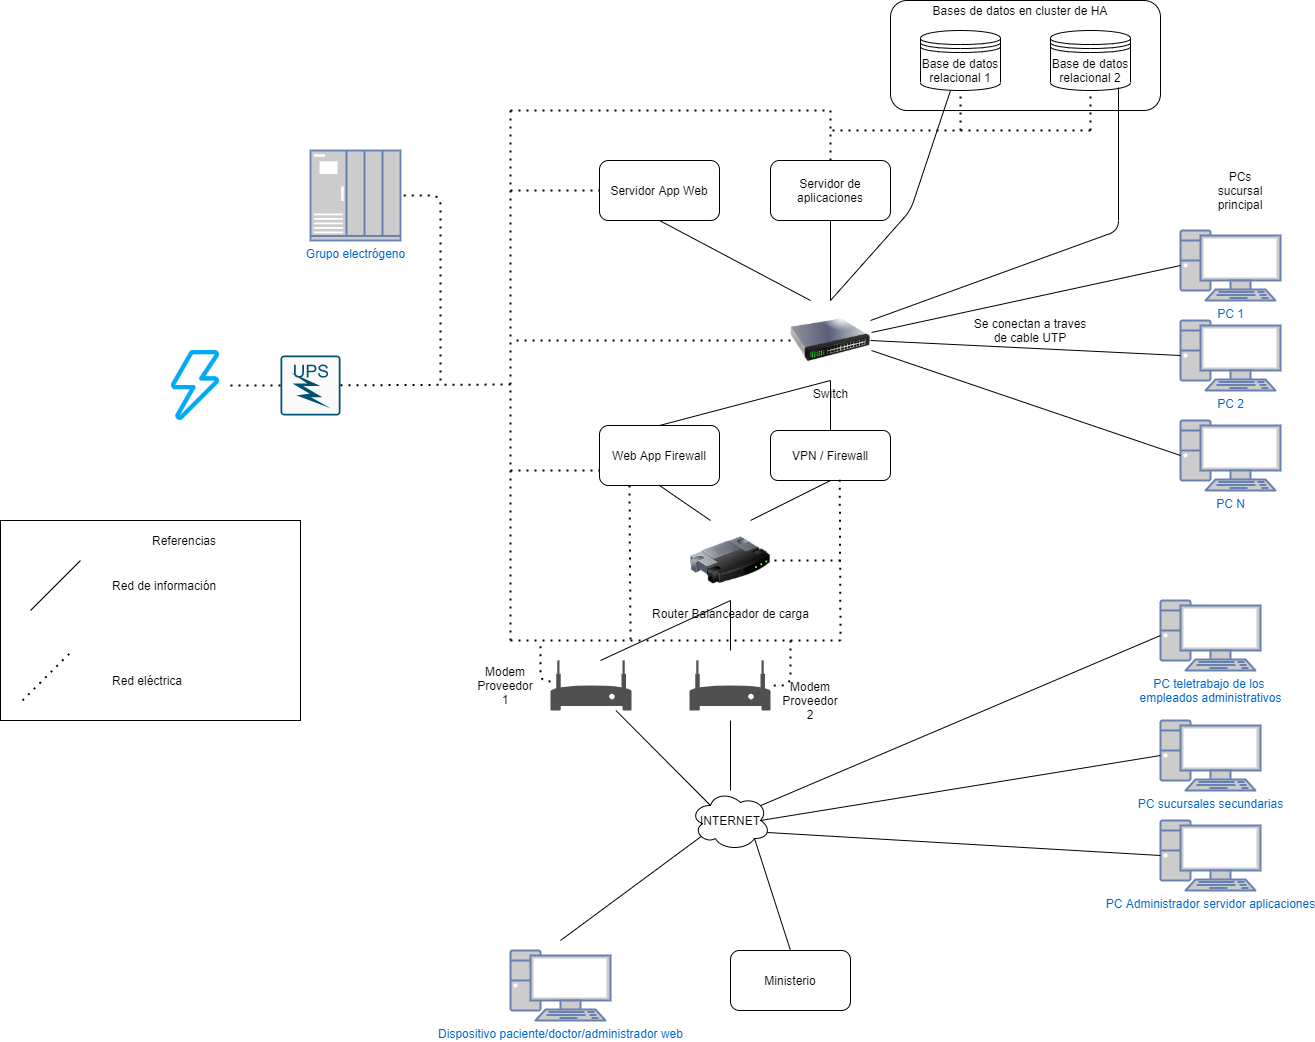 Bases de datos en cluster de HA
Base de datos
relacional 1
Base de datos
relacional 2
Servidor App Web
Servidor de
aplicaciones
PCs
sucursal
principal
Grupo electrógeno
PC 1
Se conectan a traves
de cable UTP
UPS
Switch
PC 2
Web App Firewall
VPN / Firewall
PC N
Referencias
Red de información
Red eléctrica
Router Balanceador de carga
Modem
Proveedor
1
Modem
Proveedor
2
PC teletrabajo de los
empleados administrativos
PC sucursales secundarias
INTERNET
PC Administrador servidor aplicaciones
Ministerio
Dispositivo paciente/doctor/administrador web